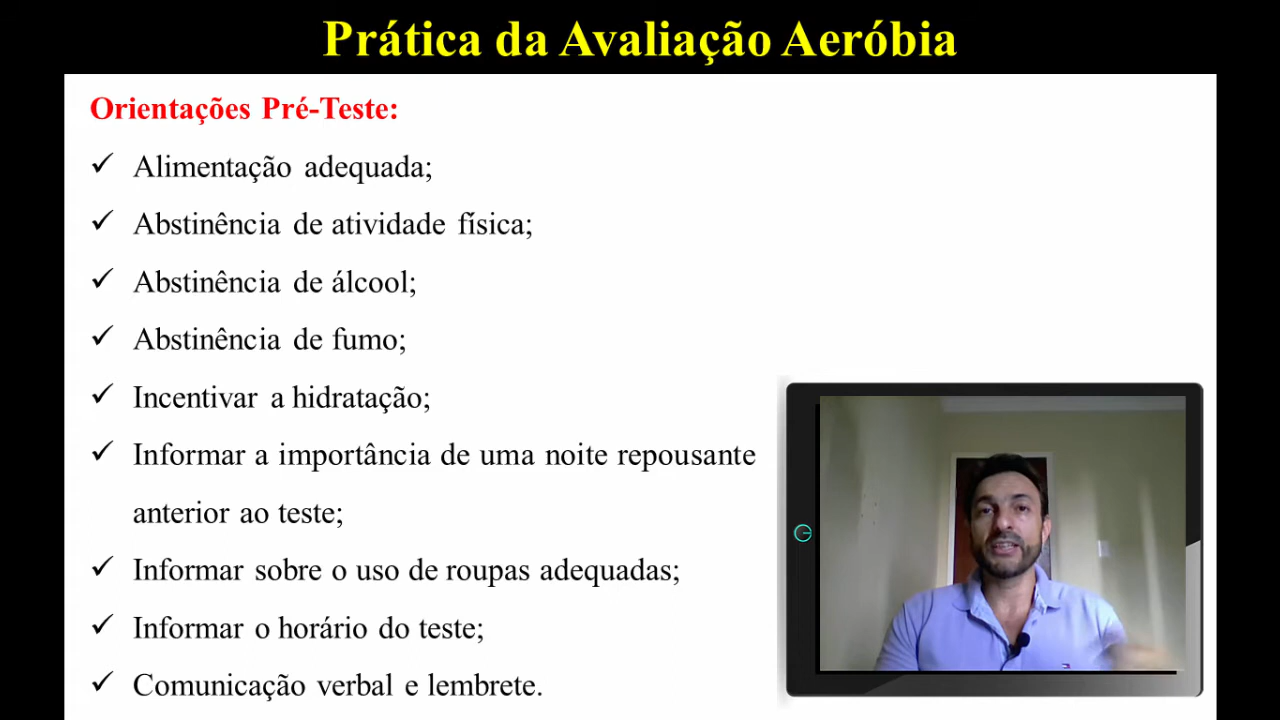 Prática da Avaliação Aeróbia
Orientações Pré-Teste:
✓ Alimentação adequada;
✓ Abstinência de atividade física;
✓ Abstinência de álcool;
✓ Abstinência de fumo;
✓ Incentivar a hidratação;
✓ Informar a importância de uma noite repousante
anterior ao teste;
✓ Informar sobre o uso de roupas adequadas;
✓ Informar o horário do teste;
✓ Comunicação verbal e lembrete.